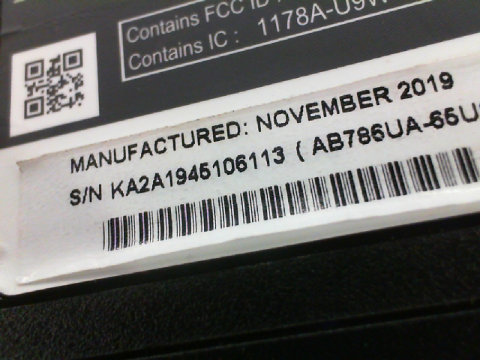 Contains FCC ID
Contains IC : 1178A-U9W
MANUFACTURED: NOVEMBER 2019
S/N KA2A1945106113 ( AB786UA-65U